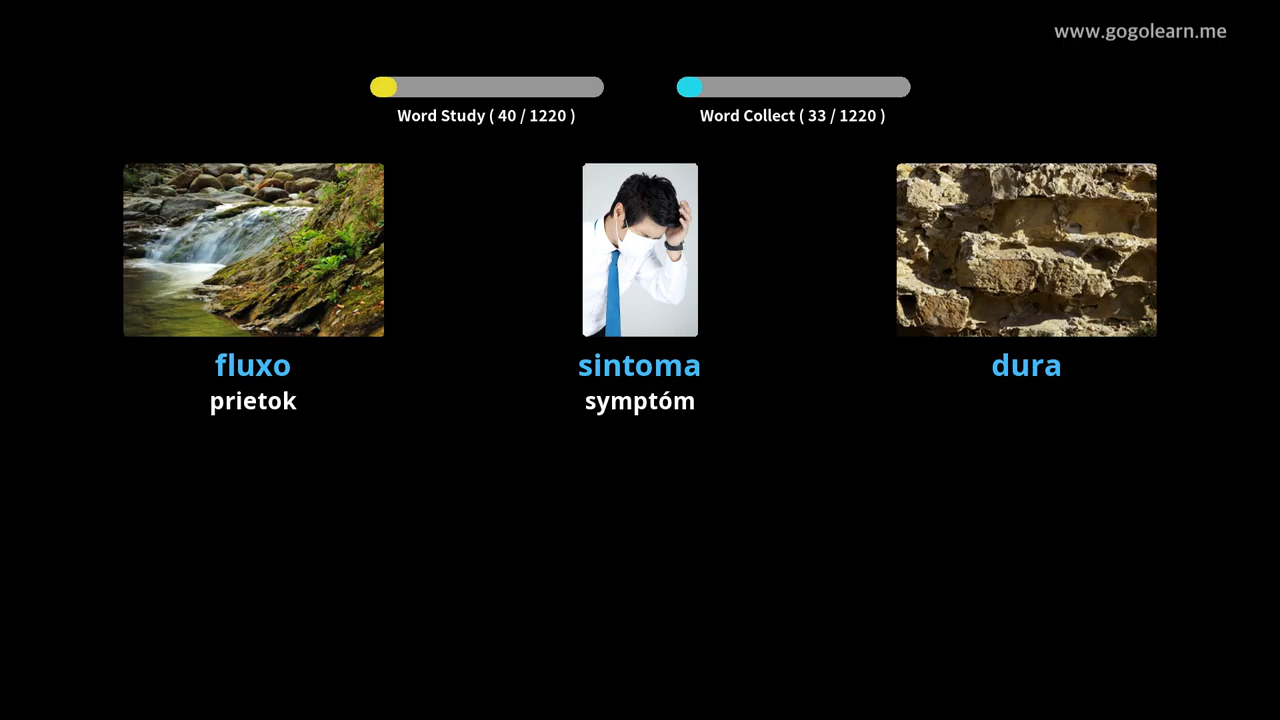 www.gogolearn.me
Word Study ( 40 / 1220 )
Word Collect ( 33 / 1220 )
fluxo
prietok
sintoma
symptóm
dura